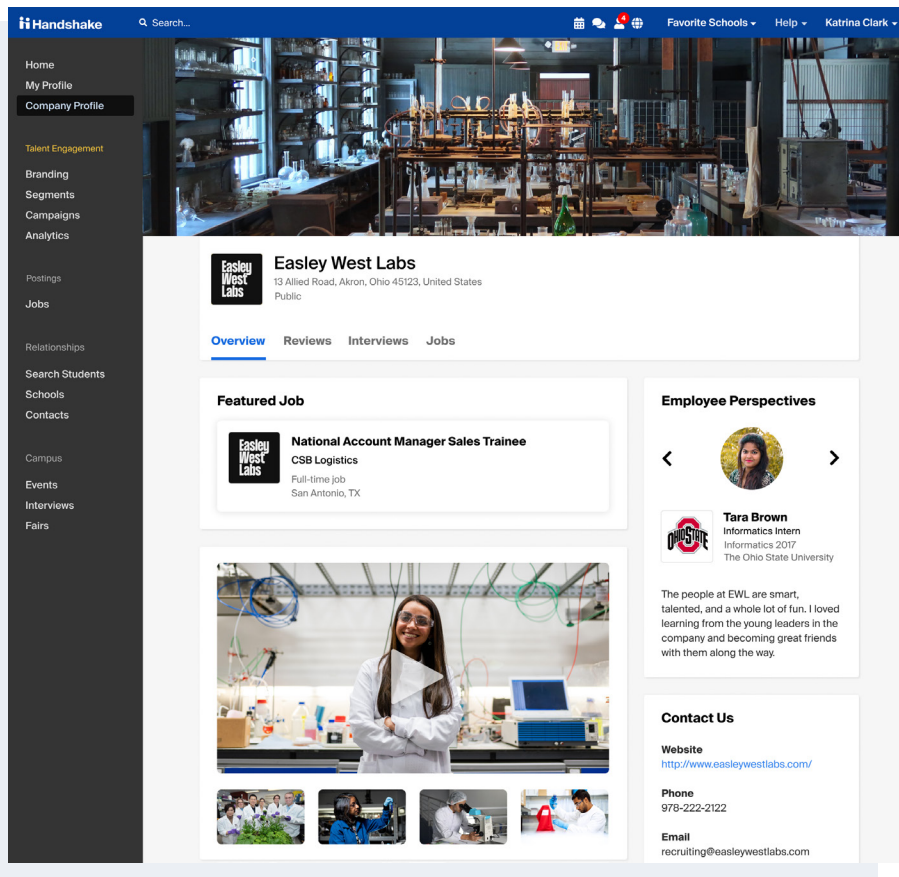 Handshake
Search...
4
Favorite Schools
Help
Katrina Clark
Home
My Profile
Company Profile
Talent Engagement
Branding
Segments
Campaigns
Analytics
Postings
Jobs
Relationships
Search Students
Schools
Contacts
Campus
Events
Interviews
Fairs
Easley
West
Labs
Easley West Labs
13 Allied Road, Akron, Ohio 45123, United States
Public
Overview
Reviews
Interviews
Jobs
Featured Job
Easley
West
Labs
National Account Manager Sales Trainee
CSB Logistics
Full-time job
San Antonio, TX
Employee Perspectives
OHIO STATE
Tara Brown
Informatics Intern
Informatics 2017
The Ohio State University
The people at EWL are smart,
talented, and a whole lot of fun. I loved
learning from the young leaders in the
company and becoming great friends
with them along the way.
Contact Us
Website
http://www.easleywestlabs.com/
Phone
978-222-2122
Email
recruiting@easleywestlabs.com